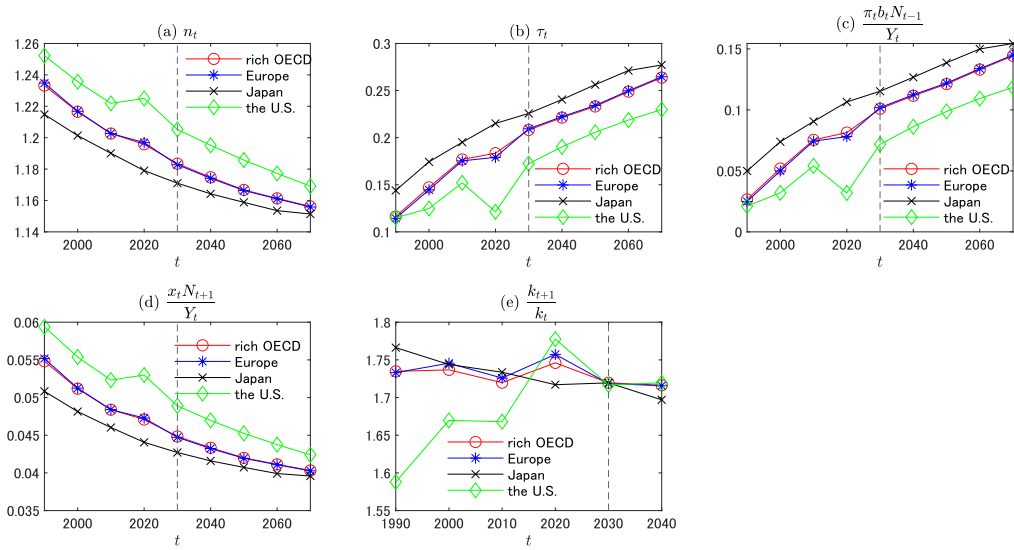 (a) n_t
1.26
1.24
1.22
1.2
1.18
1.16
1.14
2000 2020 2040 2060
t
rich OECD
Europe
Japan
the U.S.
(b) τ_t
0.3
0.25
0.2
0.15
0.1
2000 2020 2040 2060
t
rich OECD
Europe
Japan
the U.S.
(c) π_t b_t N_{t−1}
Y_t
0.15
0.1
0.05
0
2000 2020 2040 2060
t
rich OECD
Europe
Japan
the U.S.
(d) x_t N_{t+1}
Y_t
0.06
0.055
0.05
0.045
0.04
0.035
2000 2020 2040 2060
t
rich OECD
Europe
Japan
the U.S.
(e) k_{t+1}
k_t
1.8
1.75
1.7
1.65
1.6
1.55
1990 2000 2010 2020 2030 2040
t
rich OECD
Europe
Japan
the U.S.